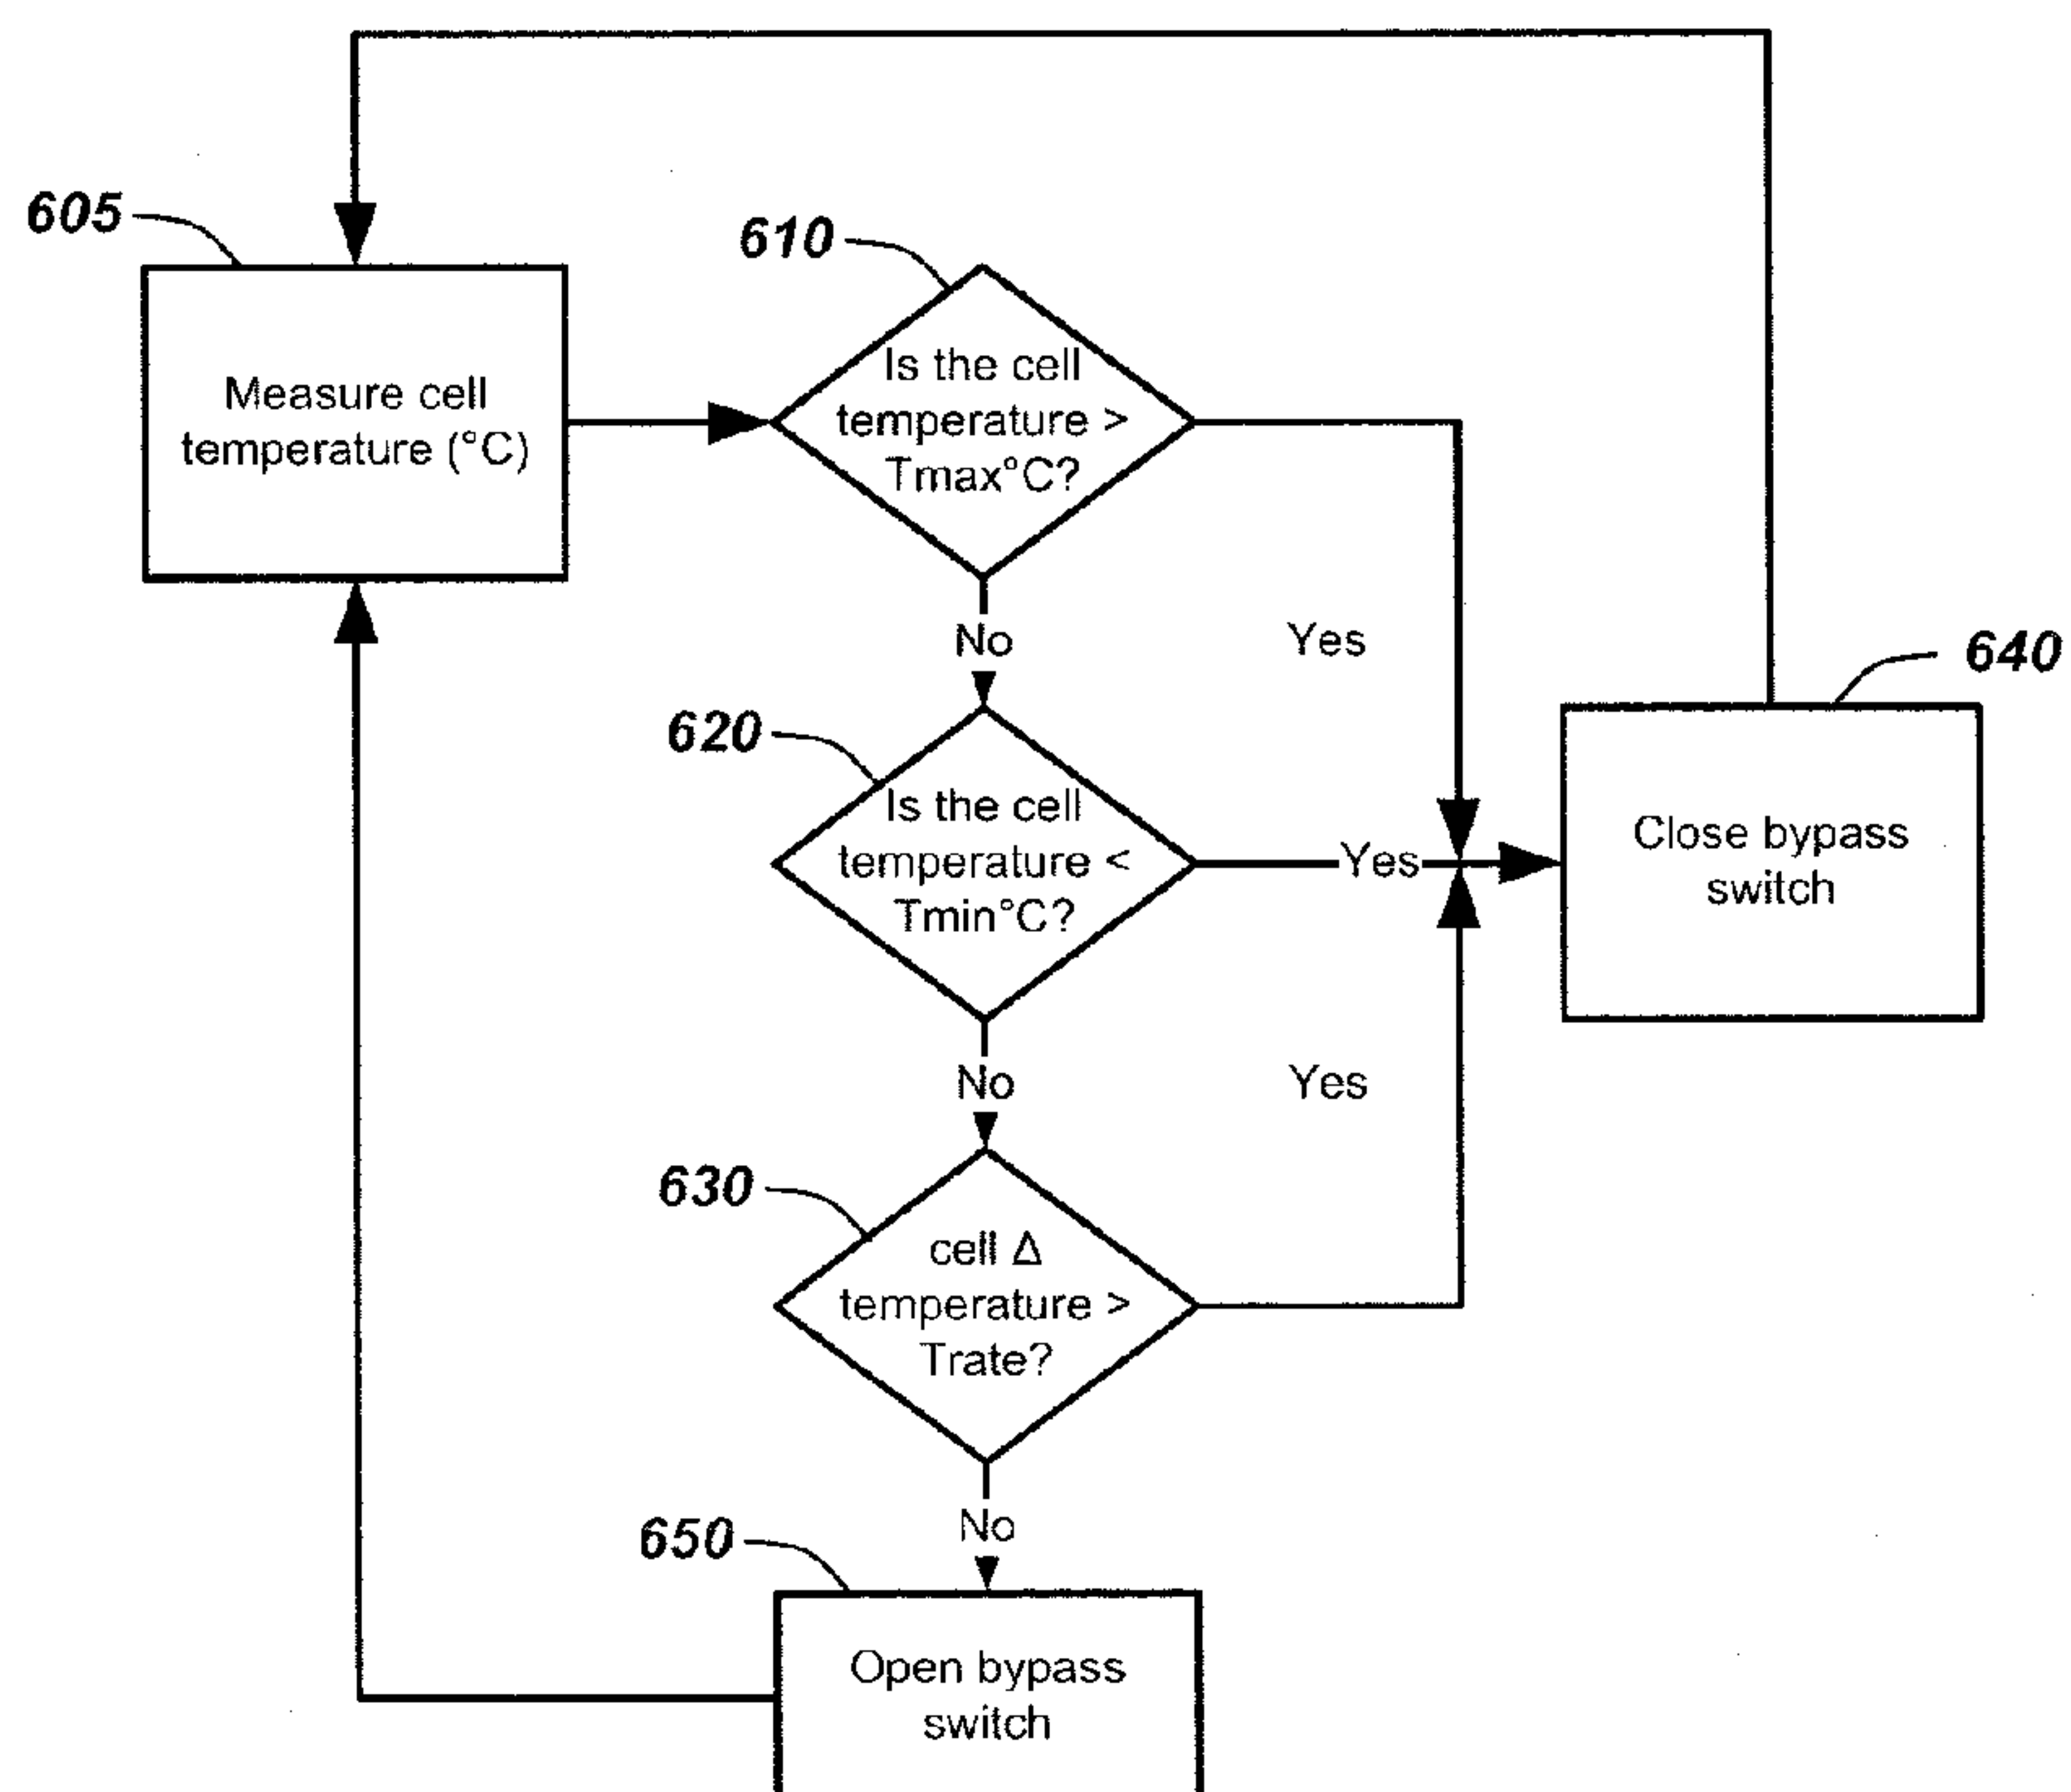 605
Measure cell
temperature (°C)
610
Is the cell
temperature >
Tmax°C?
No
Yes
620
Is the cell
temperature <
Tmin°C?
Yes
640
Close bypass
switch
No
Yes
630
cell Δ
temperature >
Trate?
No
650
Open bypass
switch